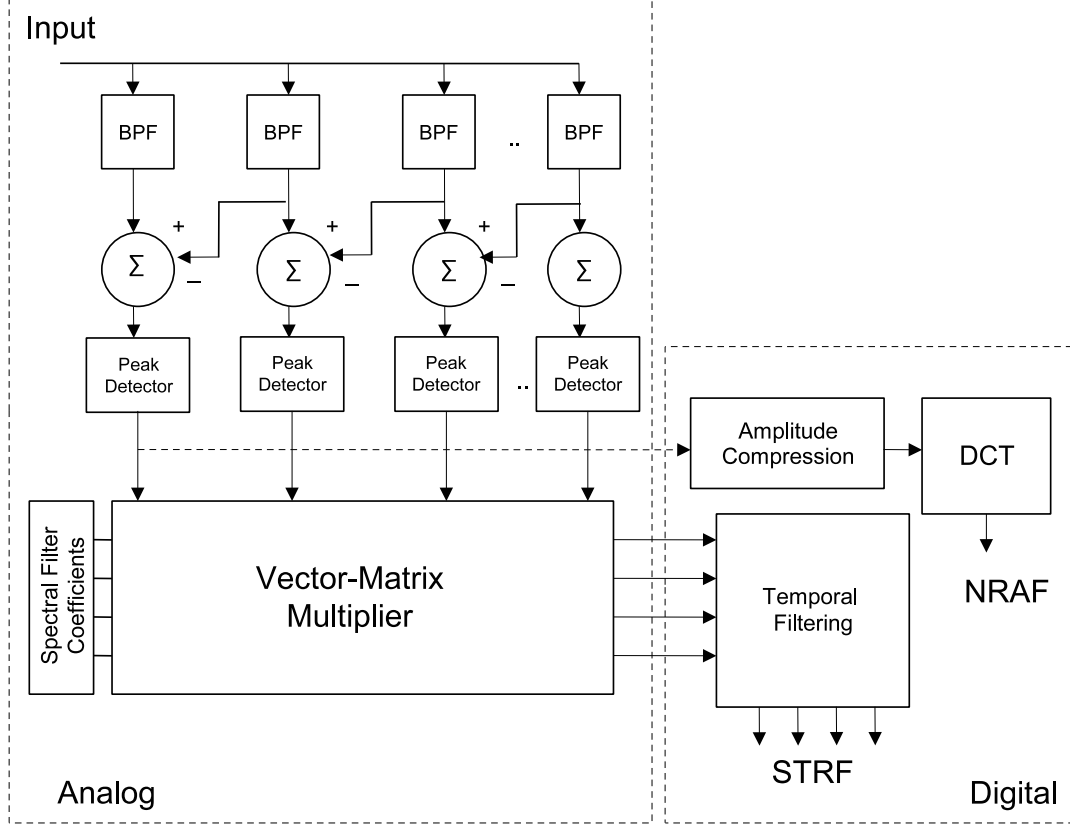 Input
BPF BPF BPF .. BPF
+ + +
Σ Σ Σ Σ
– – –
Peak Detector
Peak Detector
Peak Detector
..
Peak Detector
Amplitude
Compression
DCT
Spectral Filter
Coefficients
Vector-Matrix
Multiplier
Temporal
Filtering
NRAF
STRF
Analog
Digital